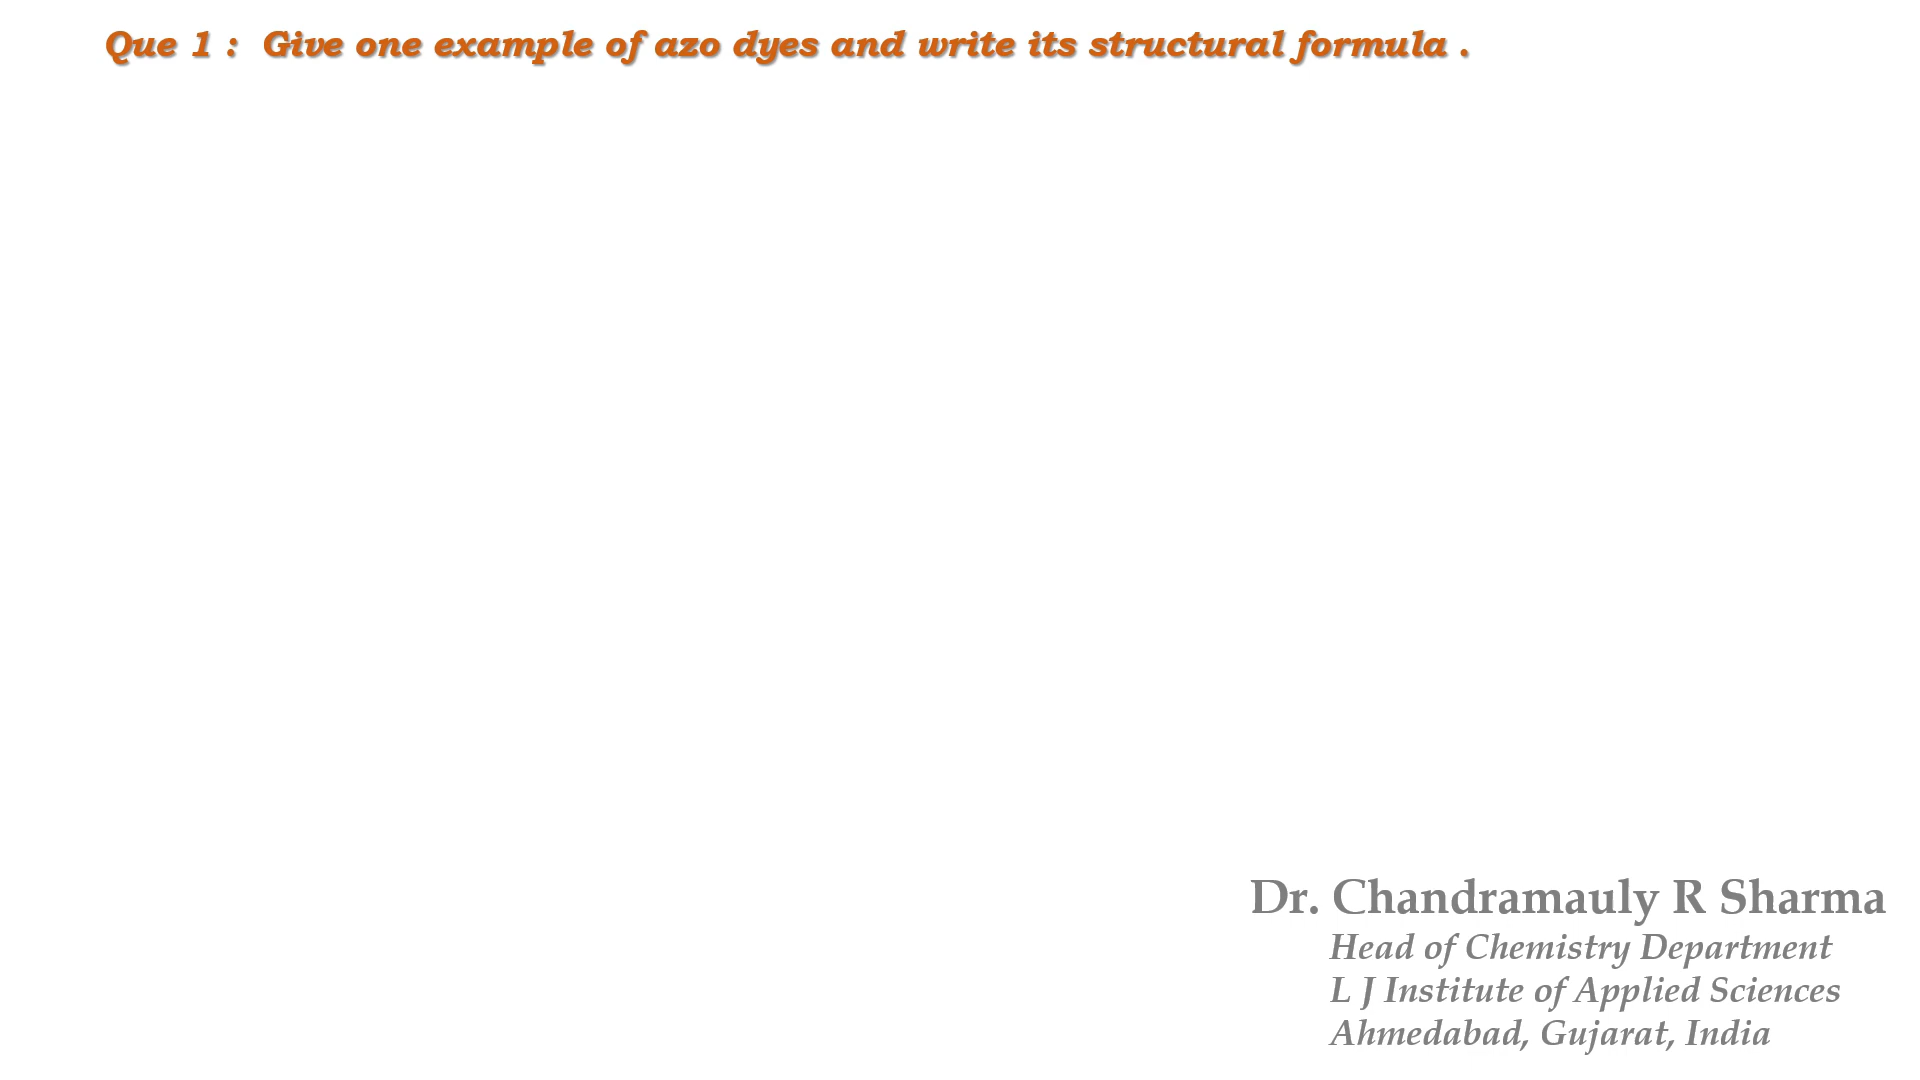 Que 1 : Give one example of azo dyes and write its structural formula .
Dr. Chandramauly R Sharma
Head of Chemistry Department
L J Institute of Applied Sciences
Ahmedabad, Gujarat, India